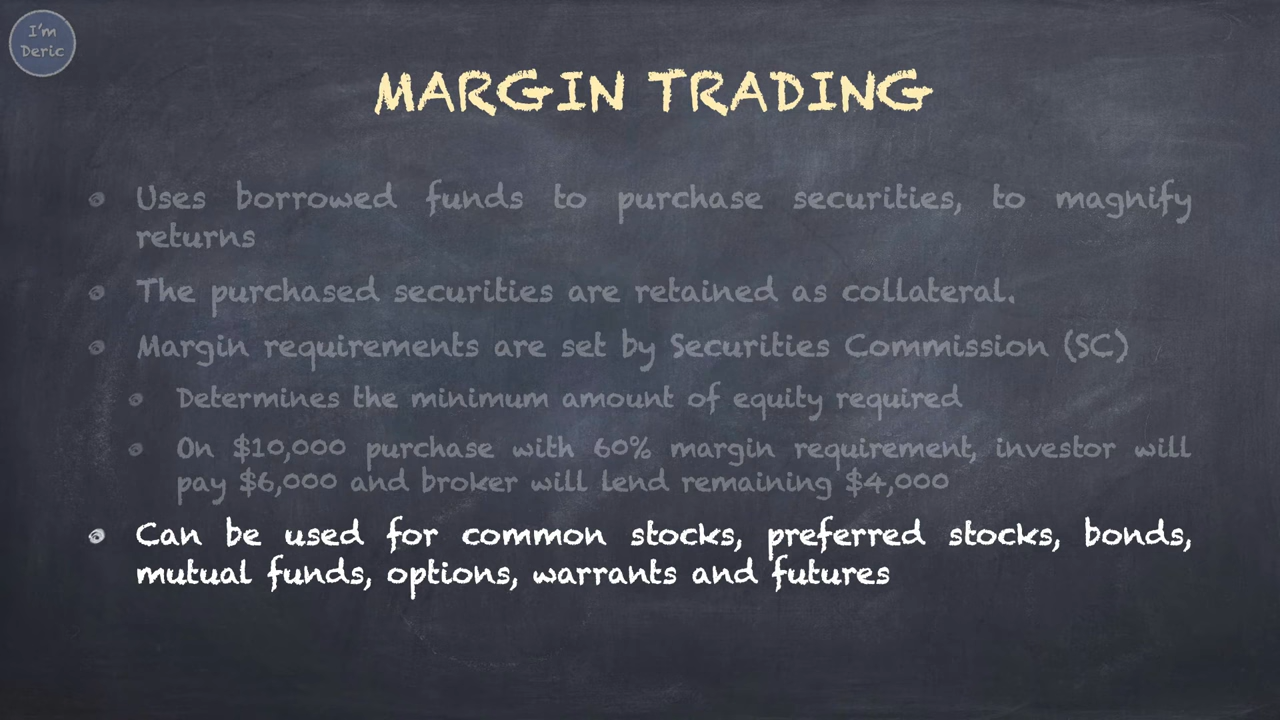 I'm
Deric
MARGIN TRADING
Uses borrowed funds to purchase securities, to magnify
returns
The purchased securities are retained as collateral.
Margin requirements are set by Securities Commission (SC)
Determines the minimum amount of equity required
On $10,000 purchase with 60% margin requirement, investor will
pay $6,000 and broker will lend remaining $4,000
Can be used for common stocks, preferred stocks, bonds,
mutual funds, options, warrants and futures